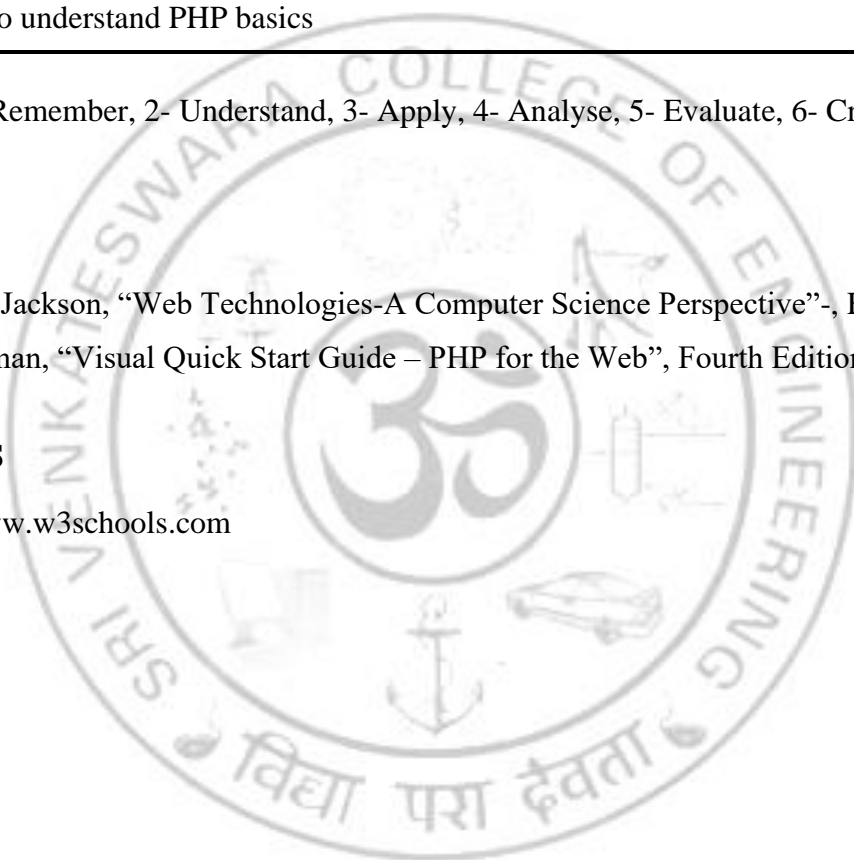 o understand PHP basics
Remember, 2- Understand, 3- Apply, 4- Analyse, 5- Evaluate, 6- Cr
Jackson, “Web Technologies-A Computer Science Perspective”-,
nan, “Visual Quick Start Guide – PHP for the Web”, Fourth Edition
S
w.w3schools.com
SRI VENKATESWARA COLLEGE OF ENGINEERING
ॐ
विद्या परा देवता